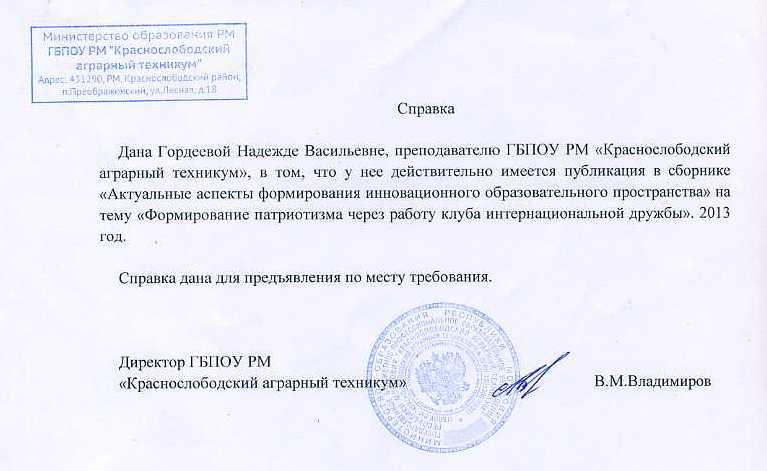 Министерство образования РМ
ГБПОУ РМ "Краснослободский
аграрный техникум"
Адрес: 431290, РМ, Краснослободский район,
п.Преображенский, ул.Лесная, д.18
Справка
Дана Гордеевой Надежде Васильевне, преподавателю ГБПОУ РМ «Краснослободский
аграрный техникум», в том, что у нее действительно имеется публикация в сборнике
«Актуальные аспекты формирования инновационного образовательного пространства» на
тему «Формирование патриотизма через работу клуба интернациональной дружбы». 2013
год.
Справка дана для предъявления по месту требования.
Директор ГБПОУ РМ
«Краснослободский аграрный техникум»
В.М.Владимиров